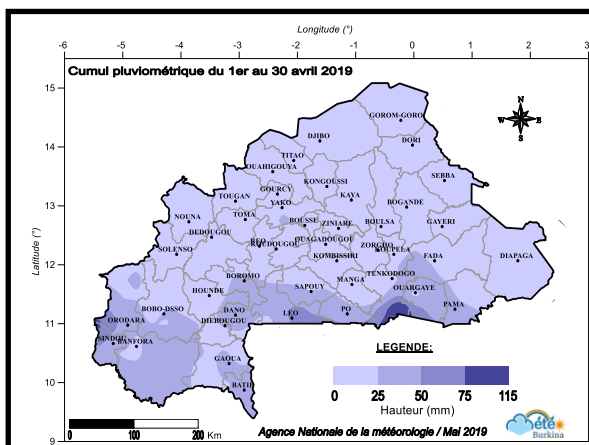 Longitude (°)
-6 -5 -4 -3 -2 -1 0 1 2 3
Cumul pluviométrique du 1er au 30 avril 2019
15
GOROM-GORO
N
W E
S
DJIBO
DORI
14
TITAO
OUAHIGOUYA
KONGOUSSI
SEBBA
GOURCY
TOUGAN
KAYA
YAKO
BOGANDE
13
NOUNA
TOMA
BOUSSE
ZINIARE
BOULSA
GAYERI
DEDOUGOU
REO
KOUDOUGOU
OUAGADOUGOU
ZORGHO
KOUPELA
SOLENSO
KOMBISSIRI
FADA
DIAPAGA
12
Latitude (°)
BOROMO
TENKODOGO
MANGA
SAPOUY
OUARGAYE
HOUNDE
PAMA
BOBO-DSSO
DANO
LEO
PO
11
ORODARA
DIEBOUGOU
SINDOU
BANFORA
GAOUA
LEGENDE:
10
BATIE
0 25 50 75 115
Hauteur (mm)
0 100 200 Km
Agence Nationale de la météorologie / Mai 2019
météo
Burkina
9